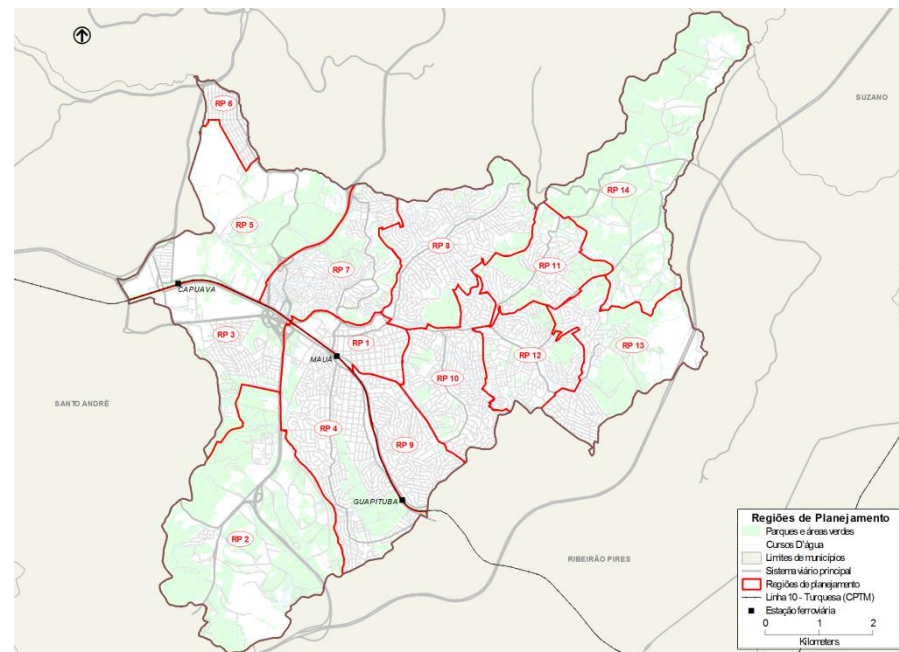 SUZANO
RP 6
RP 14
RP 5
RP 8
RP 11
RP 7
CAPUAVA
RP 3
RP 1
MAUÁ
RP 12
RP 13
RP 10
SANTO ANDRÉ
RP 4
RP 9
GUAPITUBA
RP 2
RIBEIRÃO PIRES
Regiões de Planejamento
Parques e áreas verdes
Cursos D'água
Limites de municípios
Sistema viário principal
Regiões de planejamento
Linha 10 - Turquesa (CPTM)
Estação ferroviária
0 1 2
Kilometers